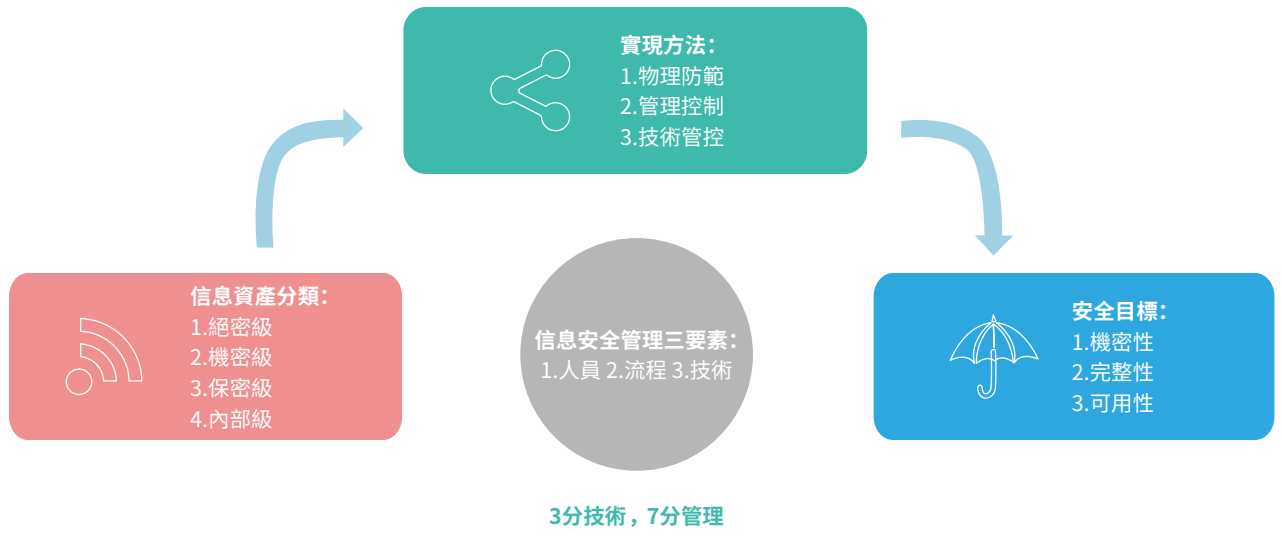 實現方法：
1.物理防範
2.管理控制
3.技術管控
信息資產分類：
1.絕密級
2.機密級
3.保密級
4.內部級
信息安全管理三要素：
1.人員 2.流程 3.技術
安全目標：
1.機密性
2.完整性
3.可用性
3分技術，7分管理